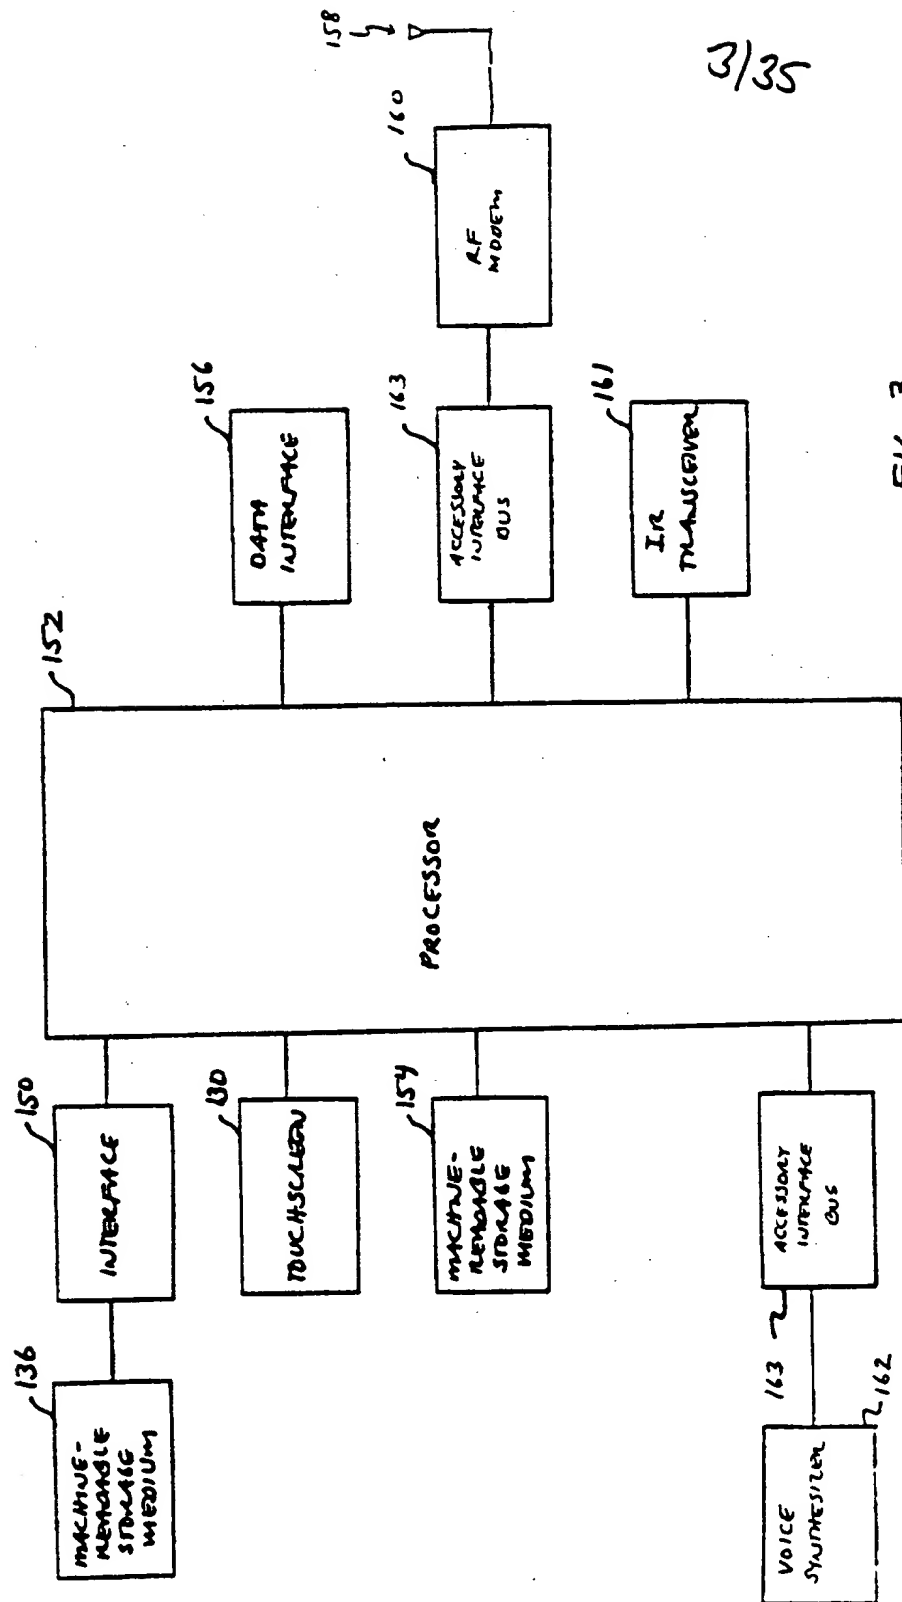 3/35
158
160
RF
MODEM
156
DATA
INTERFACE
163
ACCESSORY
INTERFACE
BUS
161
IR
TRANSCEIVER
152
PROCESSOR
150
INTERFACE
130
TOUCHSCREEN
154
MACHINE-
READABLE
STORAGE
MEDIUM
163
ACCESSORY
INTERFACE
BUS
136
MACHINE-
READABLE
STORAGE
MEDIUM
162
VOICE
SYNTHESIZER